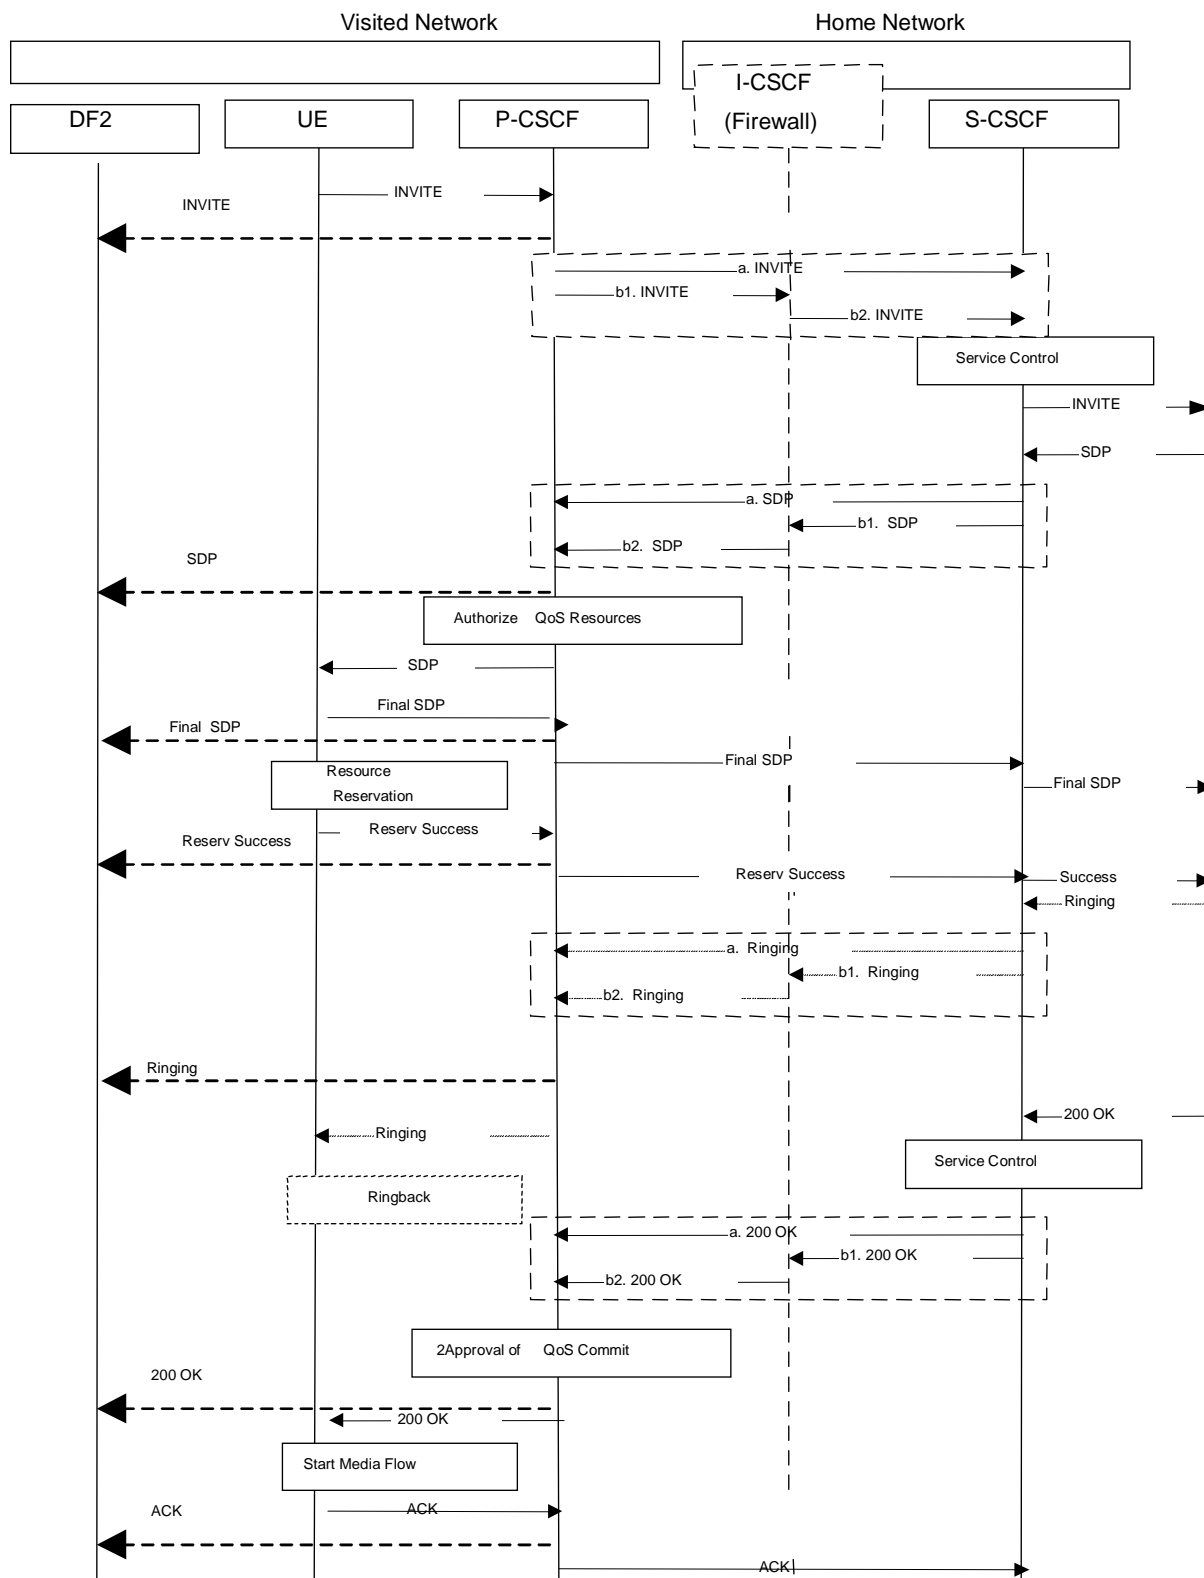 Visited Network
Home Network
I-CSCF
(Firewall)
DF2
UE
P-CSCF
S-CSCF
INVITE
INVITE
a. INVITE
b1. INVITE
b2. INVITE
Service Control
INVITE
SDP
a. SDP
b1. SDP
b2. SDP
SDP
Authorize QoS Resources
SDP
Final SDP
Final SDP
Final SDP
Resource
Reservation
Final SDP
Reserv Success
Reserv Success
Reserv Success
Success
Ringing
a. Ringing
b1. Ringing
b2. Ringing
Ringing
200 OK
Ringing
Service Control
Ringback
a. 200 OK
b1. 200 OK
b2. 200 OK
2Approval of QoS Commit
200 OK
200 OK
Start Media Flow
ACK
ACK
ACK